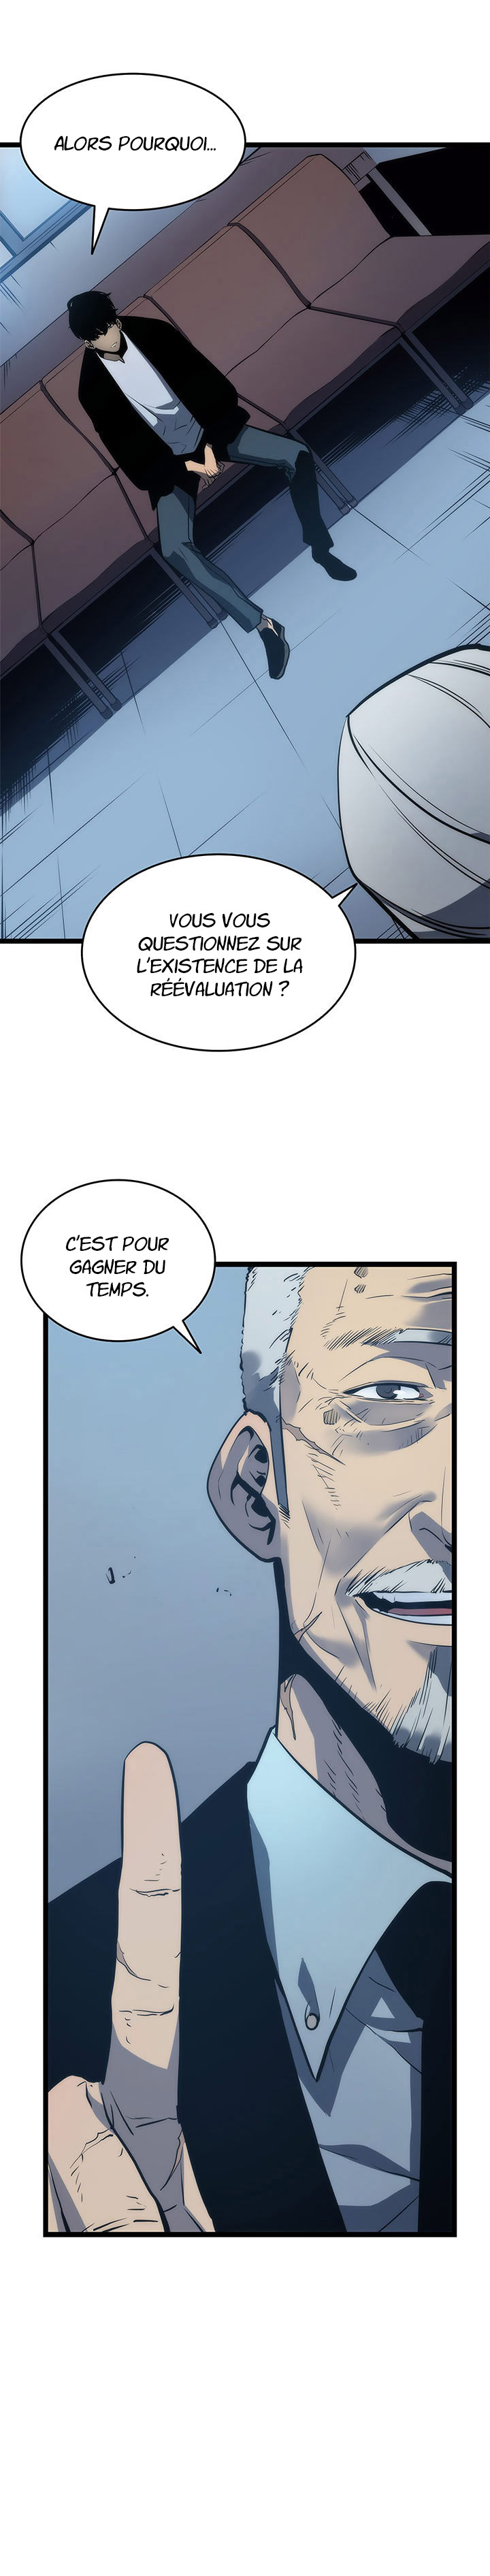 ALORS POURQUOI...
VOUS VOUS
QUESTIONNEZ SUR
L'EXISTENCE DE LA
RÉÉVALUATION ?
C'EST POUR
GAGNER DU
TEMPS.